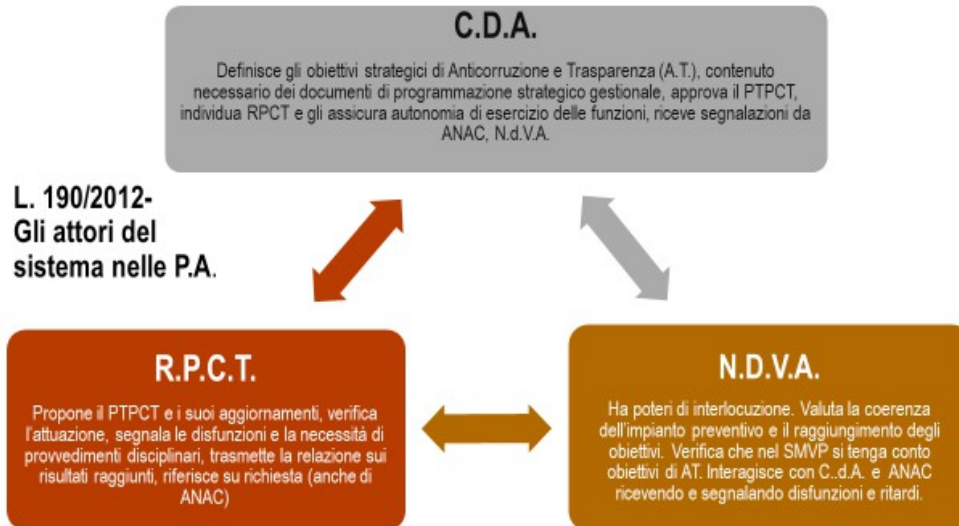 C.D.A.
Definisce gli obiettivi strategici di Anticorruzione e Trasparenza (A.T.), contenuto
necessario dei documenti di programmazione strategico gestionale, approva il PTPCT,
individua RPCT e gli assicura autonomia di esercizio delle funzioni, riceve segnalazioni da
ANAC, N.d.V.A.
L. 190/2012-
Gli attori del
sistema nelle P.A.
R.P.C.T.
Propone il PTPCT e i suoi aggiornamenti, verifica
l'attuazione, segnala le disfunzioni e la necessità di
provvedimenti disciplinari, trasmette la relazione sui
risultati raggiunti, riferisce su richiesta (anche di
ANAC)
N.D.V.A.
Ha poteri di interlocuzione. Valuta la coerenza
dell'impianto preventivo e il raggiungimento degli
obiettivi. Verifica che nel SMVP si tenga conto
obiettivi di AT. Interagisce con C..d.A. e ANAC
ricevendo e segnalando disfunzioni e ritardi.